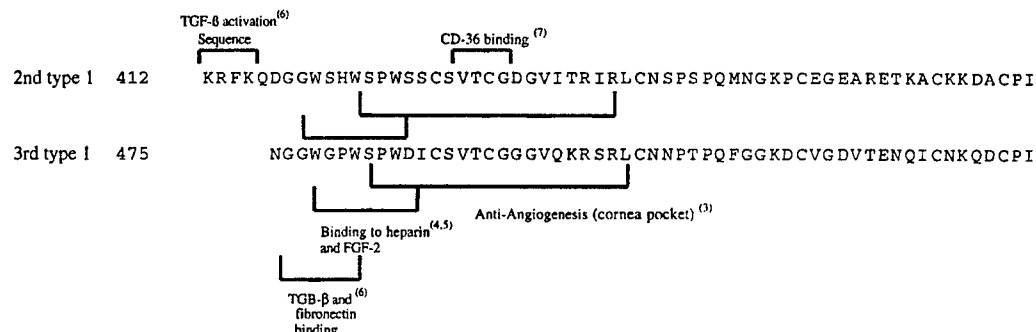 TGF-β activation(6)
Sequence
CD-36 binding (7)
2nd type 1 412 KRFKQDGGWSHWSPWSSCSVTCGDGVITRIRLCNSPSPQMNGKPCEGEARETKACKKDACPI
3rd type 1 475 NGGWGPWSPWDICSVTCGGGVQKRSRLCNNPTPQFGGKDCVGDVTENQICNKQDCPI
Anti-Angiogenesis (cornea pocket) (3)
Binding to heparin(4,5)
and FGF-2
TGB-β and (6)
fibronectin
binding